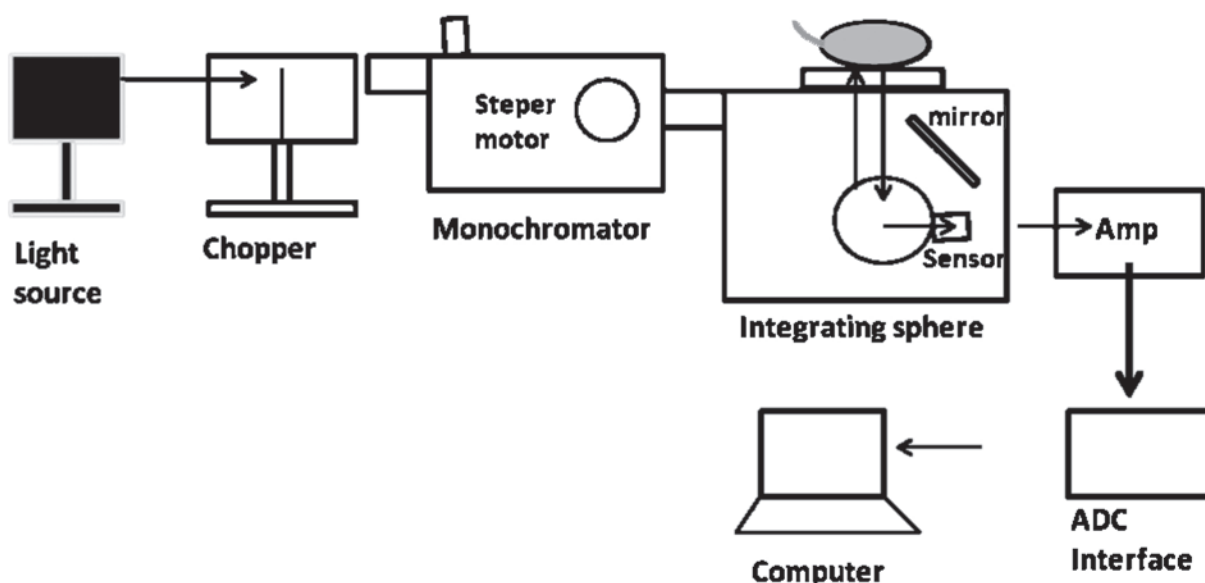 Light
source
Chopper
Steper
motor
Monochromator
mirror
Sensor
Integrating sphere
Amp
ADC
Interface
Computer